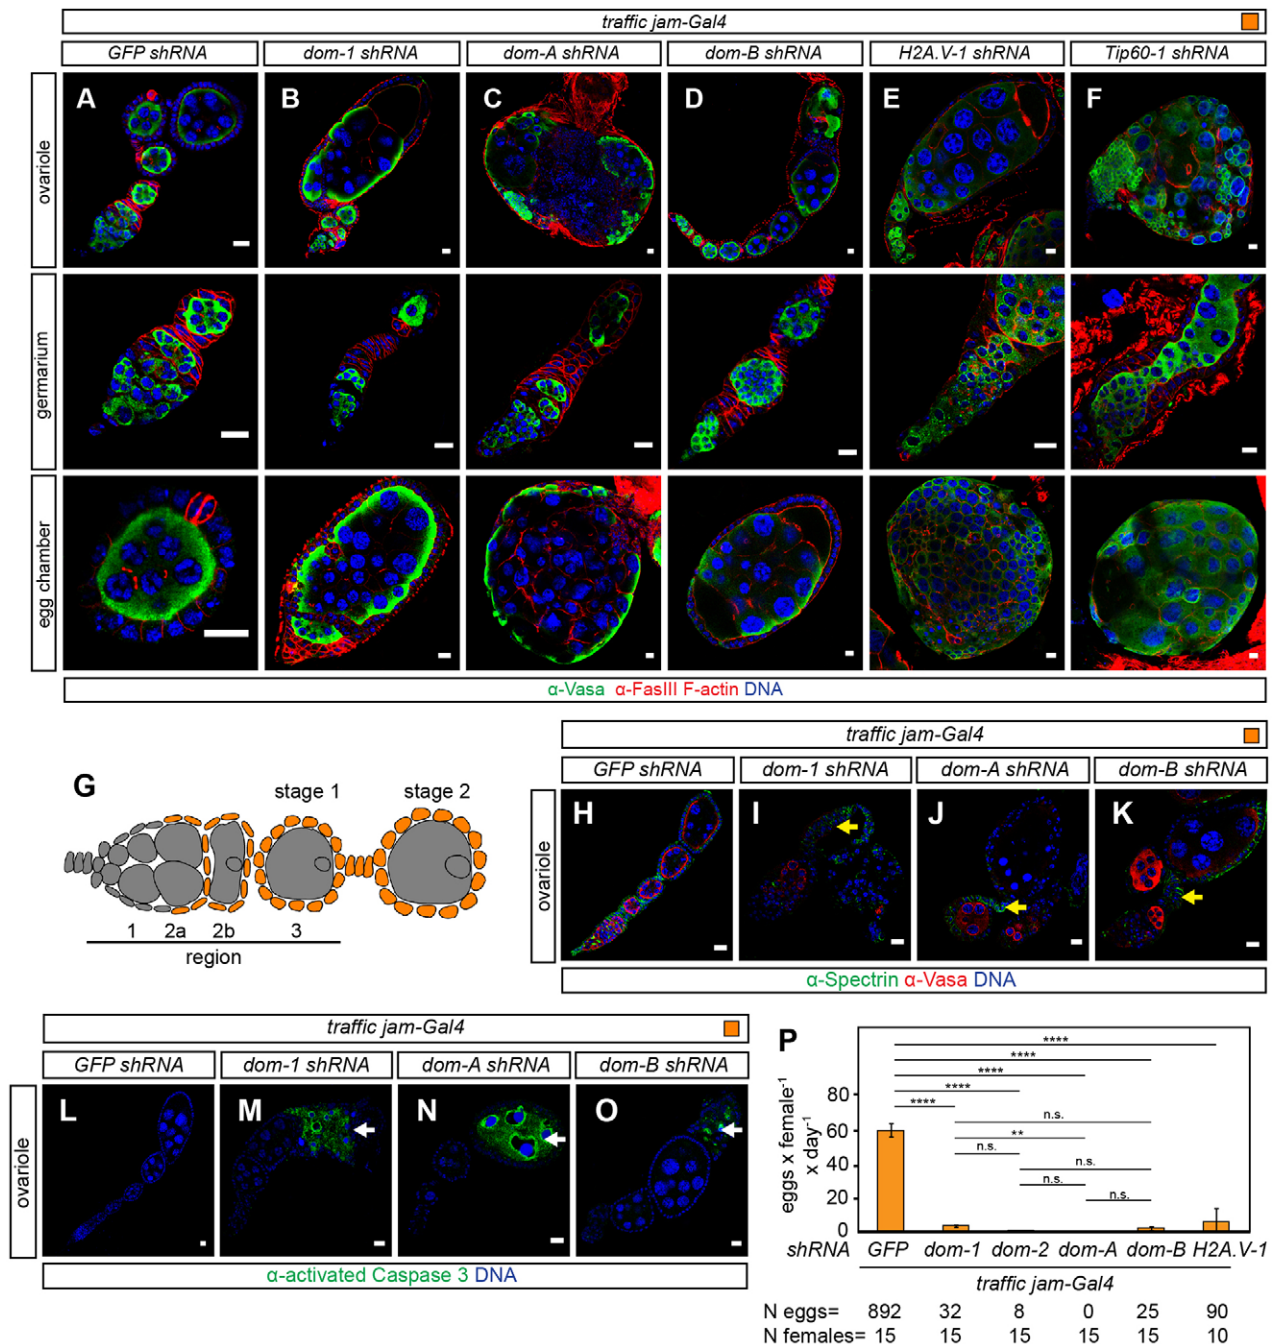 traffic jam-Gal4
GFP shRNA dom-1 shRNA dom-A shRNA dom-B shRNA H2A.V-1 shRNA Tip60-1 shRNA
ovariole
A B C D E F
germarium
egg chamber
α-Vasa α-FasIII F-actin DNA
traffic jam-Gal4
GFP shRNA dom-1 shRNA dom-A shRNA dom-B shRNA
G
stage 1 stage 2
1 2a 2b 3
region
ovariole
H I J K
α-Spectrin α-Vasa DNA
traffic jam-Gal4
GFP shRNA dom-1 shRNA dom-A shRNA dom-B shRNA
ovariole
L M N O
α-activated Caspase 3 DNA
P
eggs x female⁻¹
x day⁻¹
80
60
40
20
0
****
****
****
****
****
n.s.
**
n.s.
n.s.
n.s.
n.s.
shRNA GFP dom-1 dom-2 dom-A dom-B H2A.V-1
traffic jam-Gal4
N eggs= 892 32 8 0 25 90
N females= 15 15 15 15 15 10